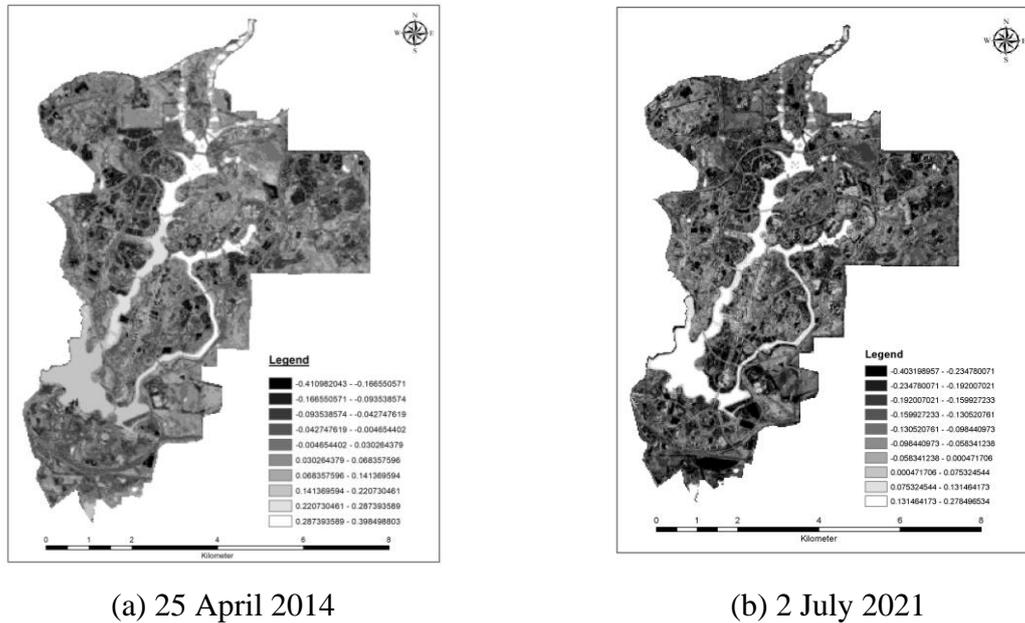 N
W E
S
Legend
-0.410982043 - -0.166550571
-0.166550571 - -0.093538574
-0.093538574 - -0.042747619
-0.042747619 - -0.004654402
-0.004654402 - 0.030264379
0.030264379 - 0.068357596
0.068357596 - 0.141369594
0.141369594 - 0.220730461
0.220730461 - 0.287393589
0.287393589 - 0.398498803
0 2 4 6 8
Kilometer
(a) 25 April 2014
N
W E
S
Legend
-0.403198957 - -0.234780071
-0.234780071 - -0.192007021
-0.192007021 - -0.159927233
-0.159927233 - -0.130520761
-0.130520761 - -0.098440973
-0.098440973 - -0.058341238
-0.058341238 - 0.000471706
0.000471706 - 0.075324544
0.075324544 - 0.131464173
0.131464173 - 0.278496534
0 2 4 6 8
Kilometer
(b) 2 July 2021